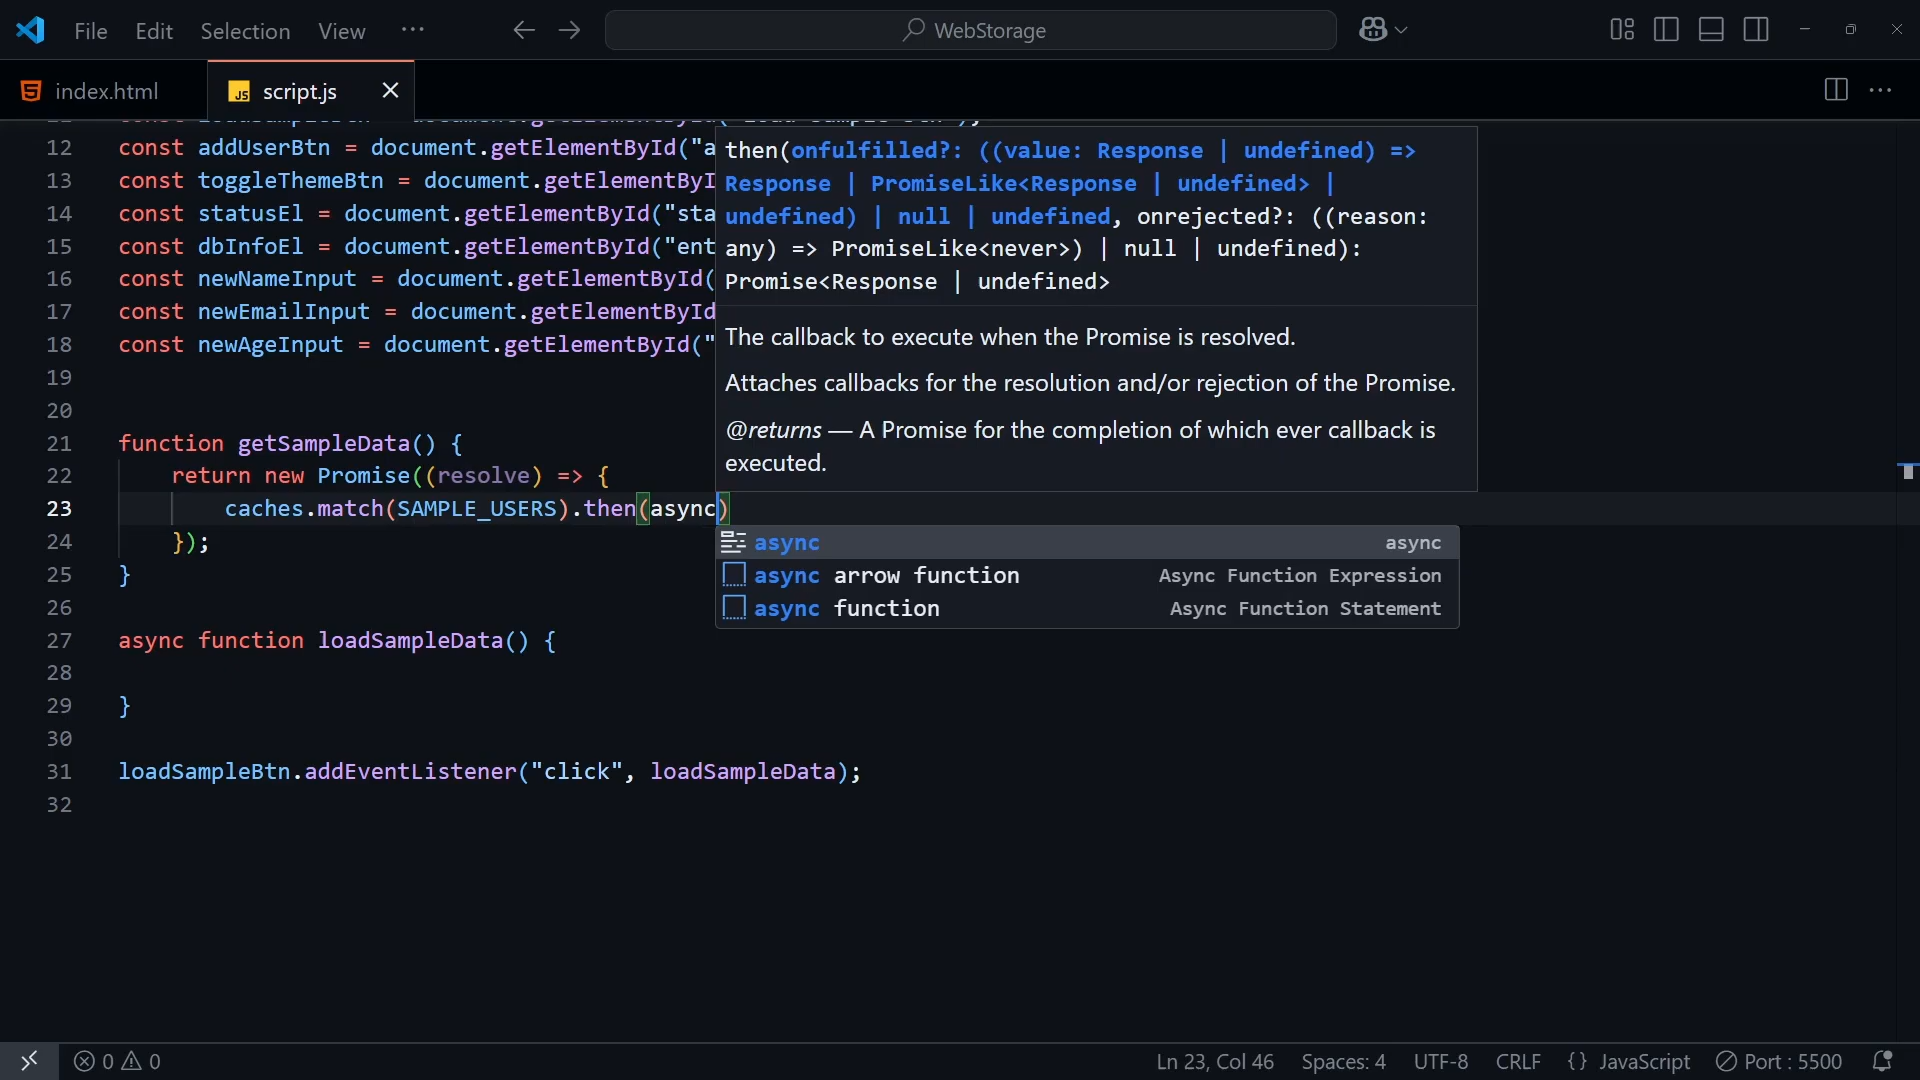 File Edit Selection View ··· WebStorage
index.html
JS script.js
12 const addUserBtn = document.getElementById("a
13 const toggleThemeBtn = document.getElementByI
14 const statusEl = document.getElementById("sta
15 const dbInfoEl = document.getElementById("ent
16 const newNameInput = document.getElementById(
17 const newEmailInput = document.getElementById
18 const newAgeInput = document.getElementById("
then(onfulfilled?: ((value: Response | undefined) =>
Response | PromiseLike<Response | undefined> |
undefined) | null | undefined, onrejected?: ((reason:
any) => PromiseLike<never>) | null | undefined):
Promise<Response | undefined>
The callback to execute when the Promise is resolved.
Attaches callbacks for the resolution and/or rejection of the Promise.
@returns — A Promise for the completion of which ever callback is
executed.
19
20
21 function getSampleData() {
22 return new Promise((resolve) => {
23 caches.match(SAMPLE_USERS).then(async)
24 });
25 }
26
async async
async arrow function Async Function Expression
async function Async Function Statement
27 async function loadSampleData() {
28
29 }
30
31 loadSampleBtn.addEventListener("click", loadSampleData);
32
0 0 Ln 23, Col 46 Spaces: 4 UTF-8 CRLF {} JavaScript Port : 5500